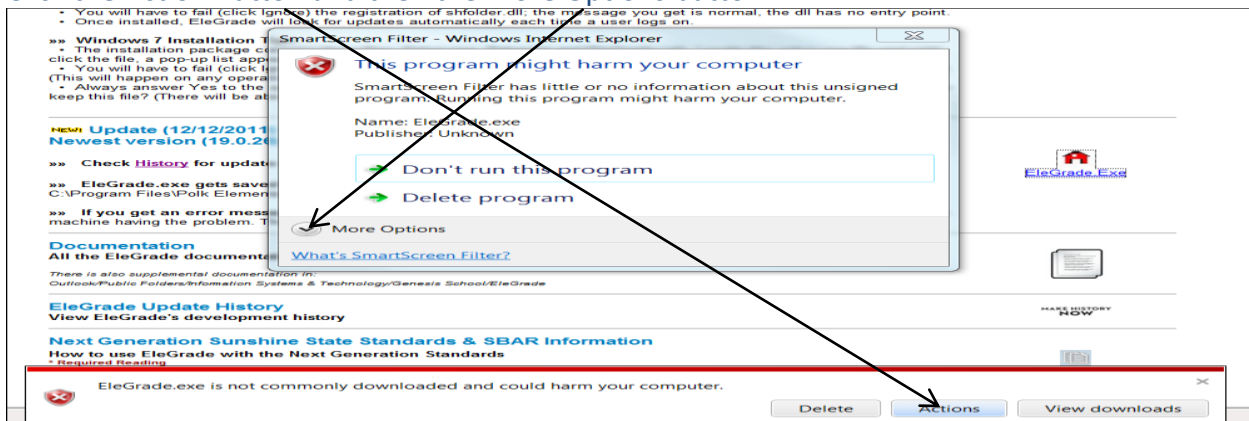 • You will have to fail (click Ignore) the registration of shfolder.dll; the message you get is normal, the dll has no entry point.
• Once installed, EleGrade will look for updates automatically each time a user logs on.
»» Windows 7 Installation T
• The installation package co
click the file, a pop-up list appe
• You will have to fail (click I
(This will happen on any opera
• Always answer Yes to the
keep this file? (There will be ab
SmartScreen Filter - Windows Internet Explorer
This program might harm your computer
SmartScreen Filter has little or no information about this unsigned
program. Running this program might harm your computer.
Name: EleGrade.exe
Publisher: Unknown
Don't run this program
Delete program
More Options
What's SmartScreen Filter?
NEW! Update (12/12/2011
Newest version (19.0.26
»» Check History for update
»» EleGrade.exe gets save
C:\Program Files\Polk Elemen
»» If you get an error mess
machine having the problem. T
EleGrade.Exe
Documentation
All the EleGrade documenta
There is also supplemental documentation in:
Outlook/Public Folders/Information Systems & Technology/Genesis School/EleGrade
EleGrade Update History
View EleGrade's development history
MAKE HISTORY
NOW
Next Generation Sunshine State Standards & SBAR Information
How to use EleGrade with the Next Generation Standards
* Required Reading
EleGrade.exe is not commonly downloaded and could harm your computer.
Delete
Actions
View downloads